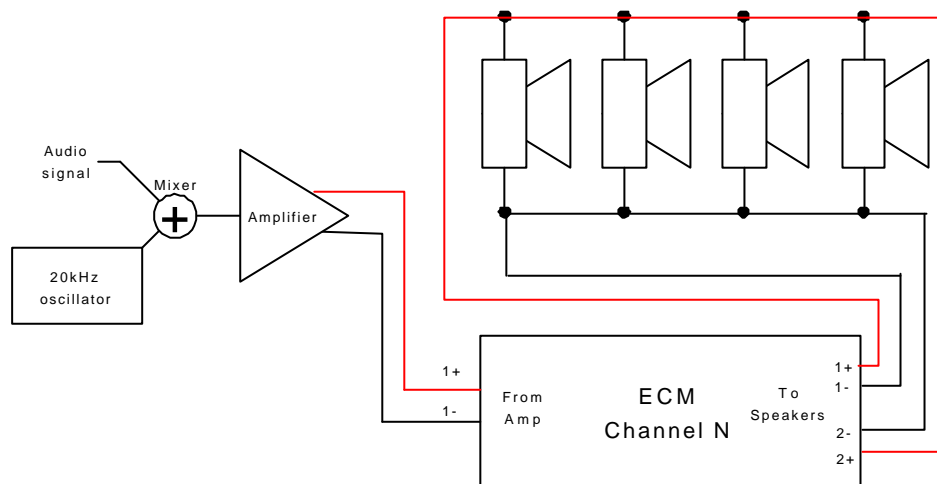 Audio
signal
Mixer
+
Amplifier
20kHz
oscillator
1+
1-
From
Amp
ECM
Channel N
To
Speakers
1+
1-
2-
2+